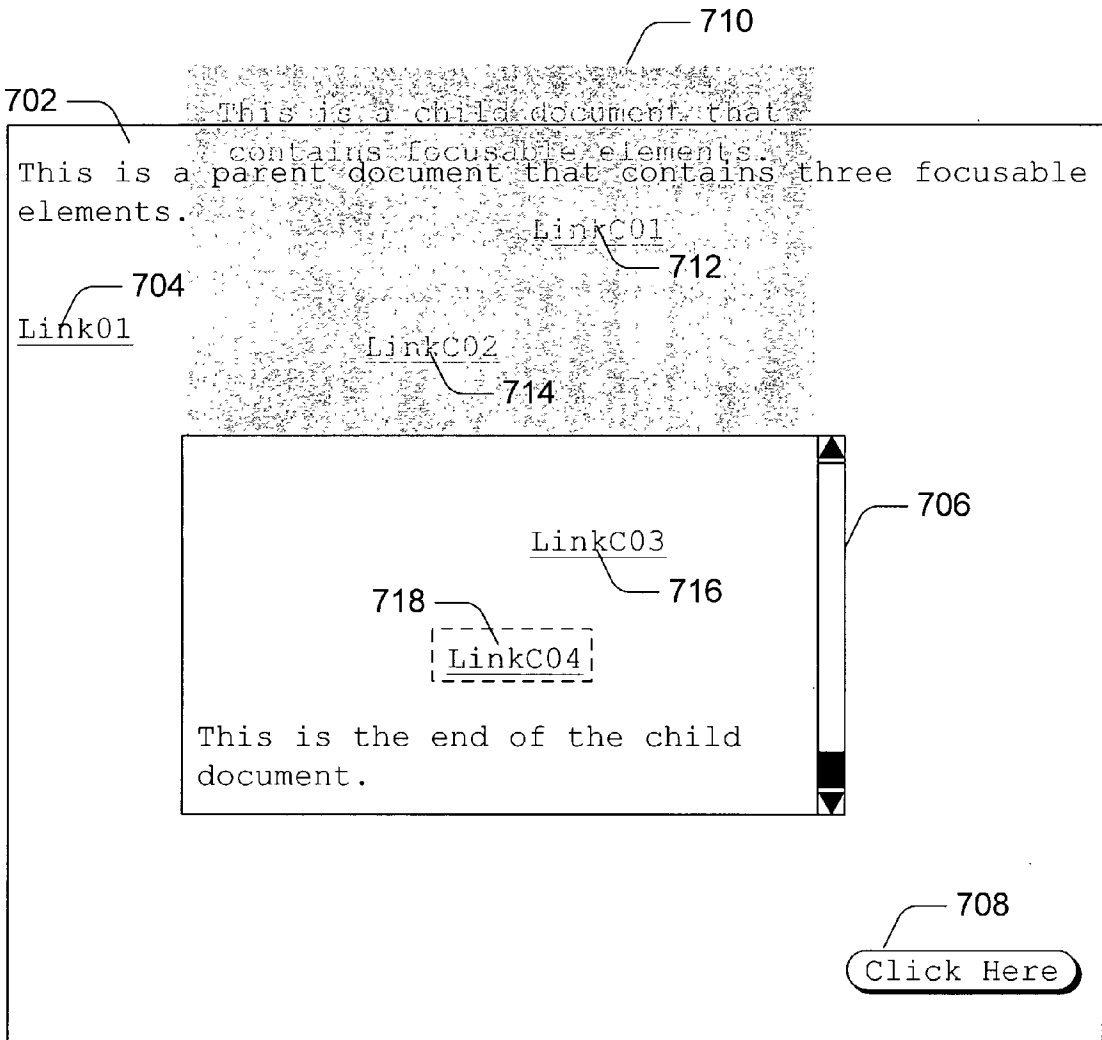 710
702
This is a child document that
contains focusable elements.
This is a parent document that contains three focusable
elements.
LinkC01
712
704
Link01
LinkC02
714
706
LinkC03
716
718
LinkC04
This is the end of the child
document.
708
Click Here